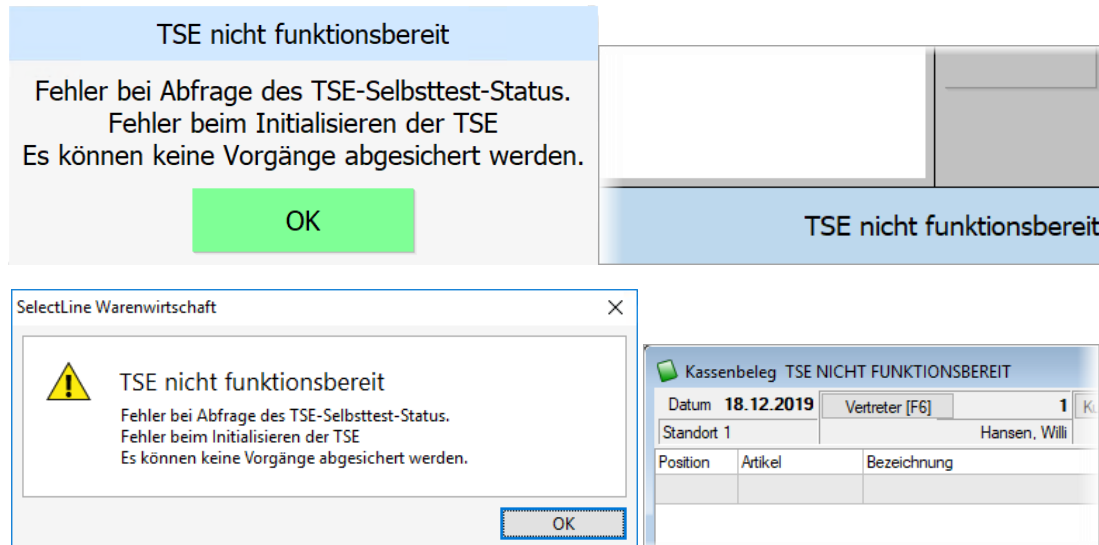 TSE nicht funktionsbereit
Fehler bei Abfrage des TSE-Selbsttest-Status.
Fehler beim Initialisieren der TSE
Es können keine Vorgänge abgesichert werden.
OK
TSE nicht funktionsbereit
SelectLine Warenwirtschaft
TSE nicht funktionsbereit
Fehler bei Abfrage des TSE-Selbsttest-Status.
Fehler beim Initialisieren der TSE
Es können keine Vorgänge abgesichert werden.
OK
Kassenbeleg TSE NICHT FUNKTIONSBEREIT
Datum 18.12.2019 Vertreter [F6] 1
Standort 1 Hansen, Willi
Position Artikel Bezeichnung